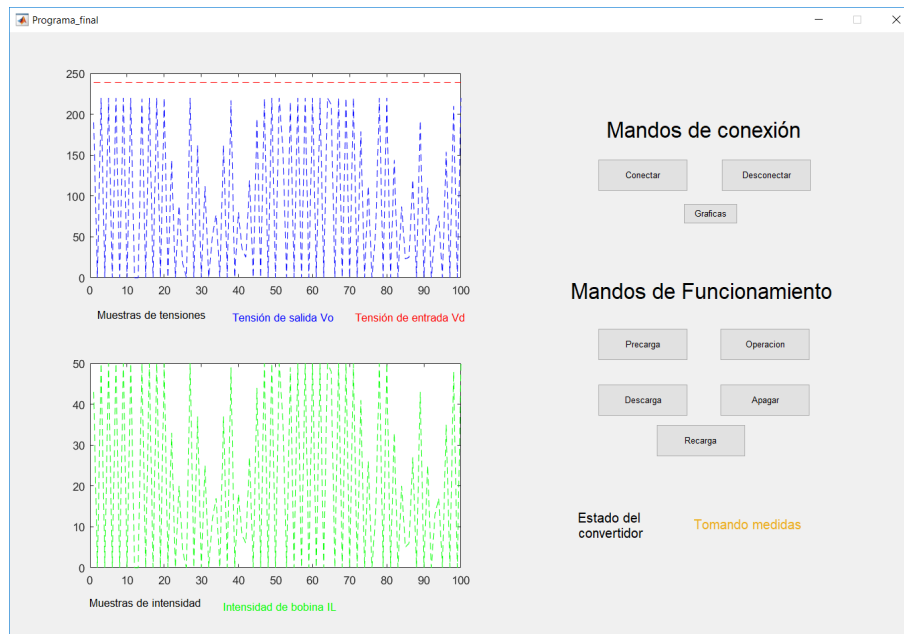 Programa_final
250
200
150
100
50
0
0 10 20 30 40 50 60 70 80 90 100
Muestras de tensiones Tensión de salida Vo Tensión de entrada Vd
50
40
30
20
10
0
0 10 20 30 40 50 60 70 80 90 100
Muestras de intensidad Intensidad de bobina IL
Mandos de conexión
Conectar Desconectar
Graficas
Mandos de Funcionamiento
Precarga Operacion
Descarga Apagar
Recarga
Estado del
convertidor
Tomando medidas